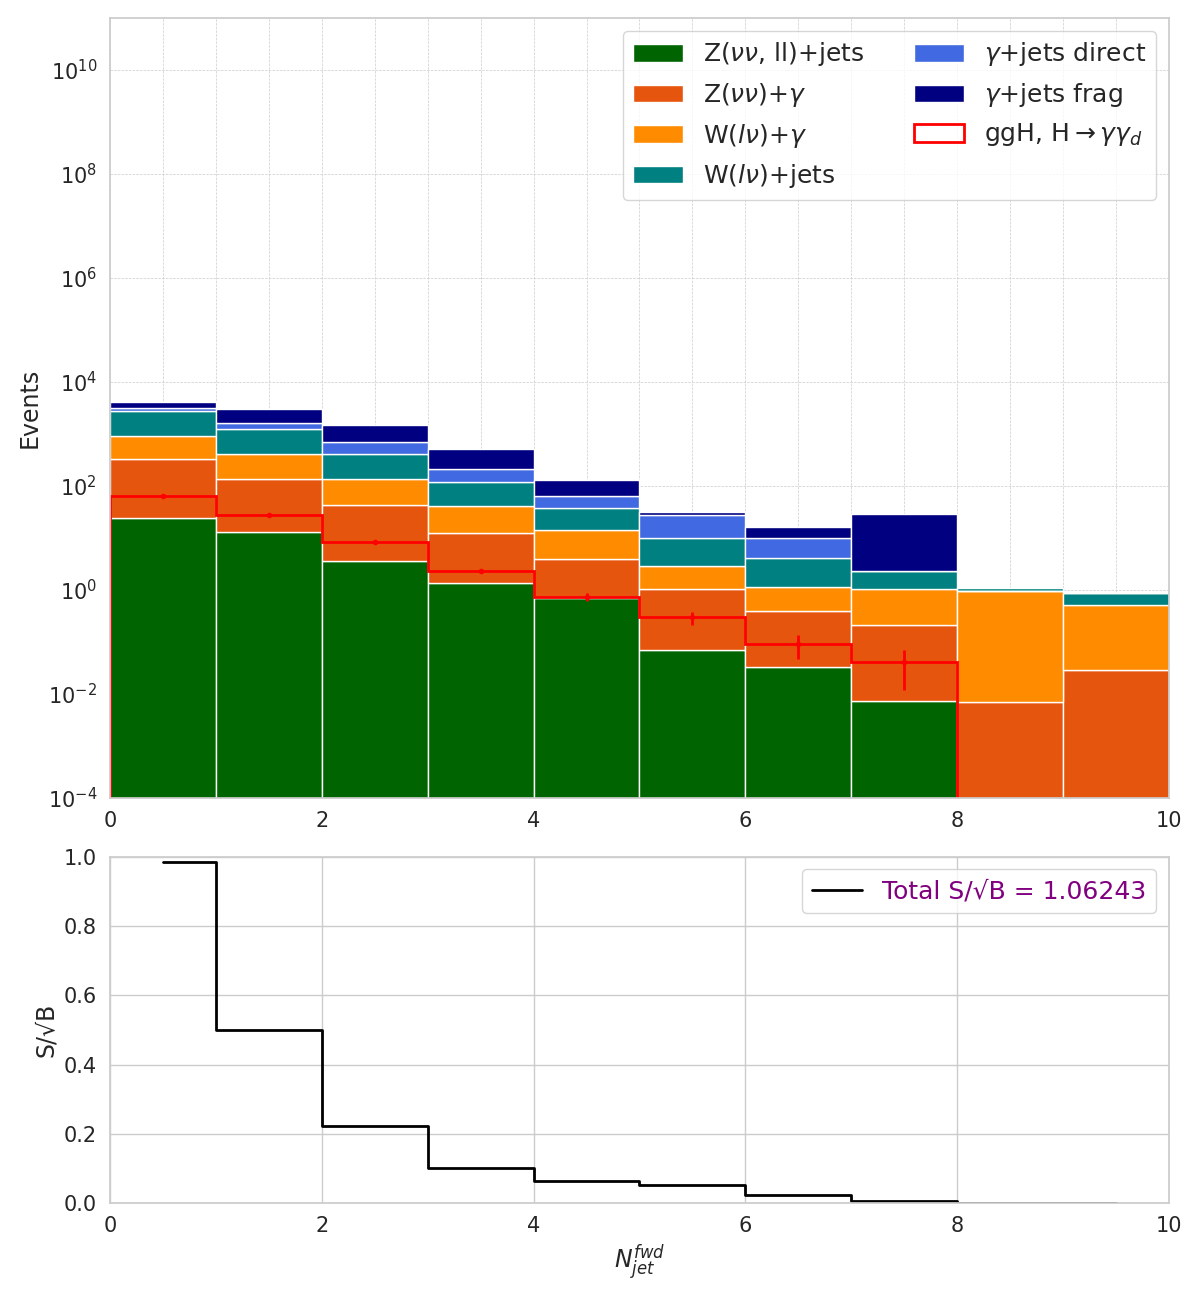 Z(νν, ll)+jets
Z(νν)+γ
W(lν)+γ
W(lν)+jets
γ+jets direct
γ+jets frag
ggH, H→γγ_d
Events
10^10
10^8
10^6
10^4
10^2
10^0
10^−2
10^−4
0 2 4 6 8 10
Total S/√B = 1.06243
S/√B
1.0
0.8
0.6
0.4
0.2
0.0
0 2 4 6 8 10
N_jet^fwd